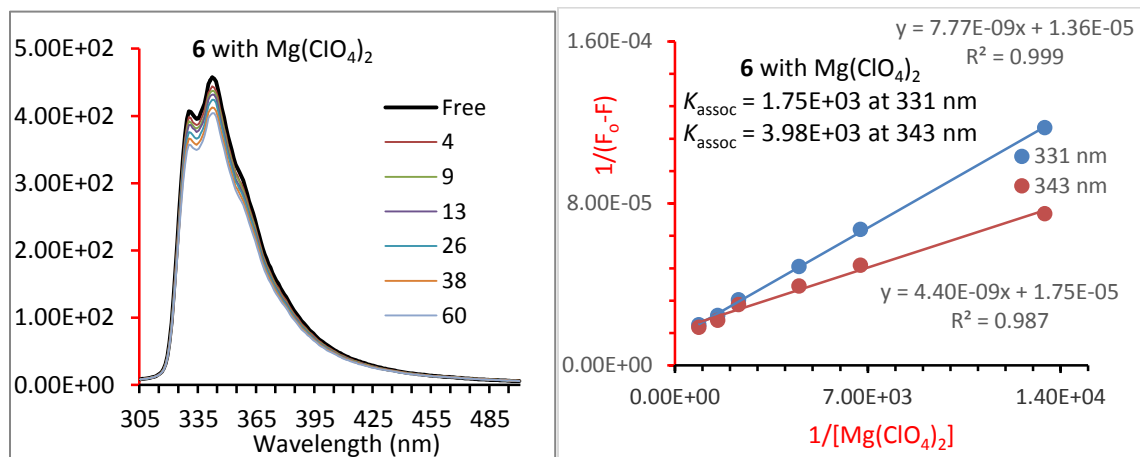 6 with Mg(ClO4)2
5.00E+02
4.00E+02
3.00E+02
2.00E+02
1.00E+02
0.00E+00
Free
4
9
13
26
38
60
305 325 345 365 395 425 455 485
Wavelength (nm)
y = 7.77E-09x + 1.36E-05
R² = 0.999
6 with Mg(ClO4)2
Kassoc = 1.75E+03 at 331 nm
Kassoc = 3.98E+03 at 343 nm
1/(Fo-F)
1.60E-04
8.00E-05
0.00E+00
331 nm
343 nm
y = 4.40E-09x + 1.75E-05
R² = 0.987
0.00E+00 7.00E+03 1.40E+04
1/[Mg(ClO4)2]